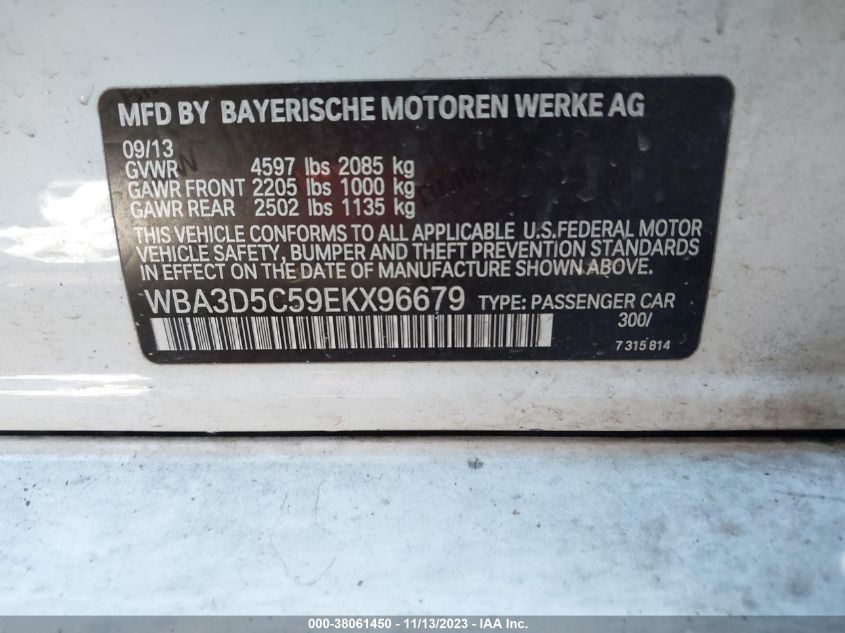 MFD BY BAYERISCHE MOTOREN WERKE AG
09/13
GVWR 4597 lbs 2085 kg
GAWR FRONT 2205 lbs 1000 kg
GAWR REAR 2502 lbs 1135 kg
THIS VEHICLE CONFORMS TO ALL APPLICABLE U.S.FEDERAL MOTOR
VEHICLE SAFETY, BUMPER AND THEFT PREVENTION STANDARDS
IN EFFECT ON THE DATE OF MANUFACTURE SHOWN ABOVE.
WBA3D5C59EKX96679 TYPE: PASSENGER CAR
300/
7 315 814
000-38061450 - 11/13/2023 - IAAI Inc.